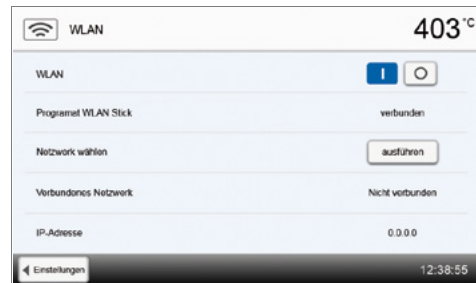 WLAN 403 °C
WLAN I O
Programat WLAN Stick verbunden
Netzwerk wählen ausführen
Verbundenes Netzwerk Nicht verbunden
IP-Adresse 0.0.0.0
Einstellungen 12:38:55